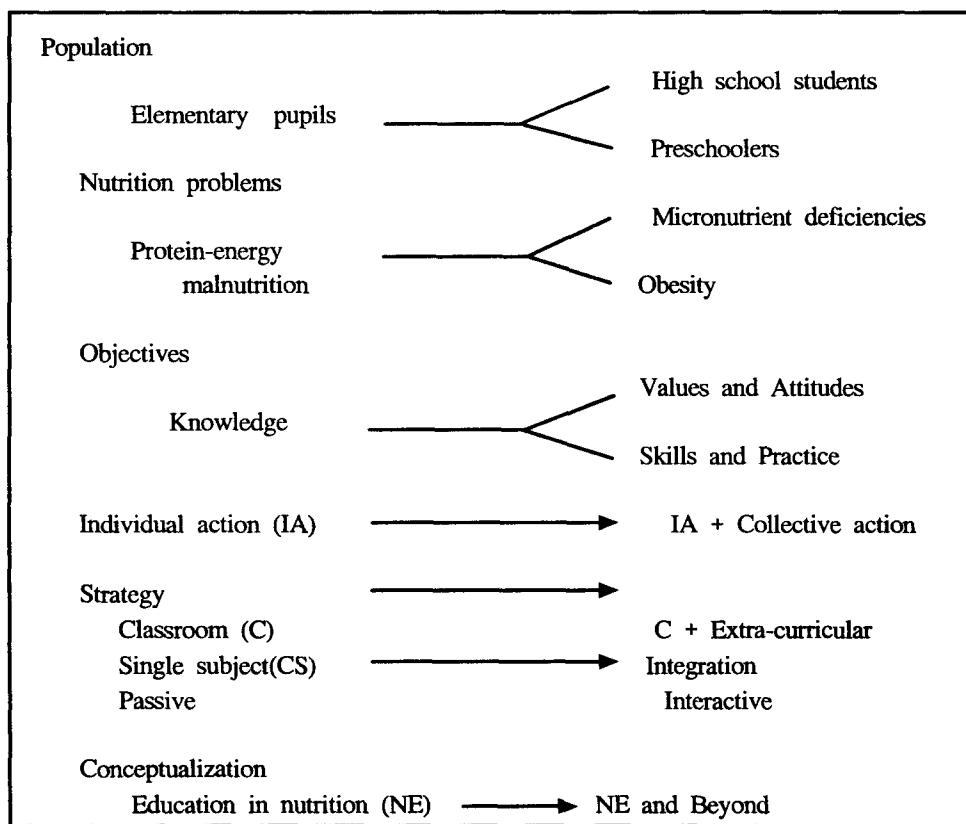 Population
High school students
Elementary pupils
Preschoolers
Nutrition problems
Micronutrient deficiencies
Protein-energy
malnutrition
Obesity
Objectives
Values and Attitudes
Knowledge
Skills and Practice
Individual action (IA) IA + Collective action
Strategy
Classroom (C) C + Extra-curricular
Single subject(CS) Integration
Passive Interactive
Conceptualization
Education in nutrition (NE) NE and Beyond